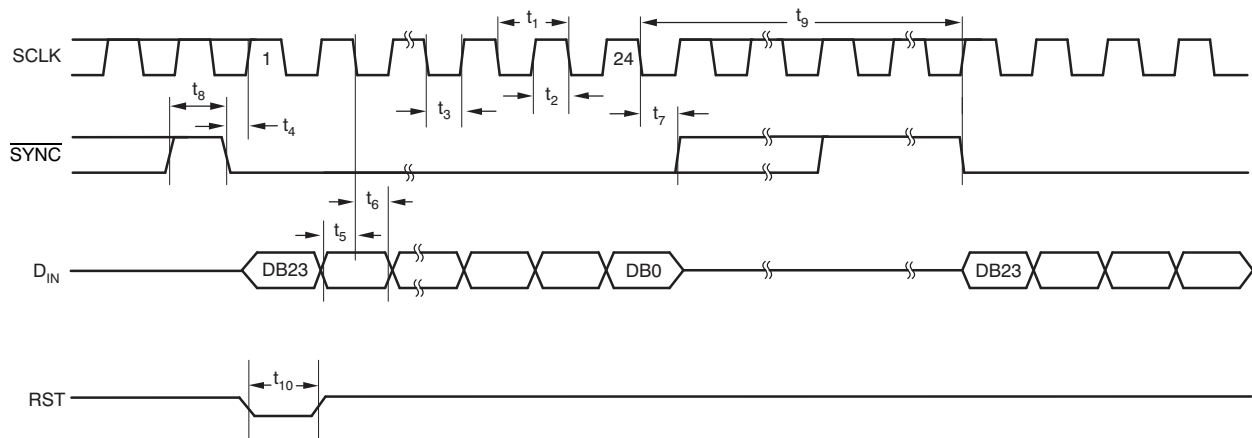 t1
t9
SCLK
1
24
t8
t4
t3
t2
t7
SYNC
t6
t5
DIN
DB23
DB0
DB23
t10
RST